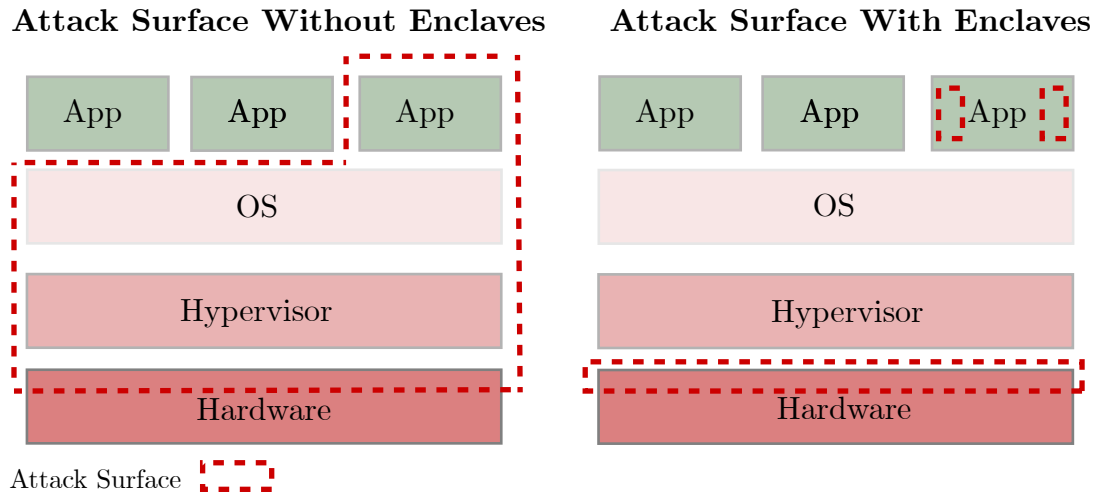 Attack Surface Without Enclaves
App App App
OS
Hypervisor
Hardware
Attack Surface
Attack Surface With Enclaves
App App App
OS
Hypervisor
Hardware